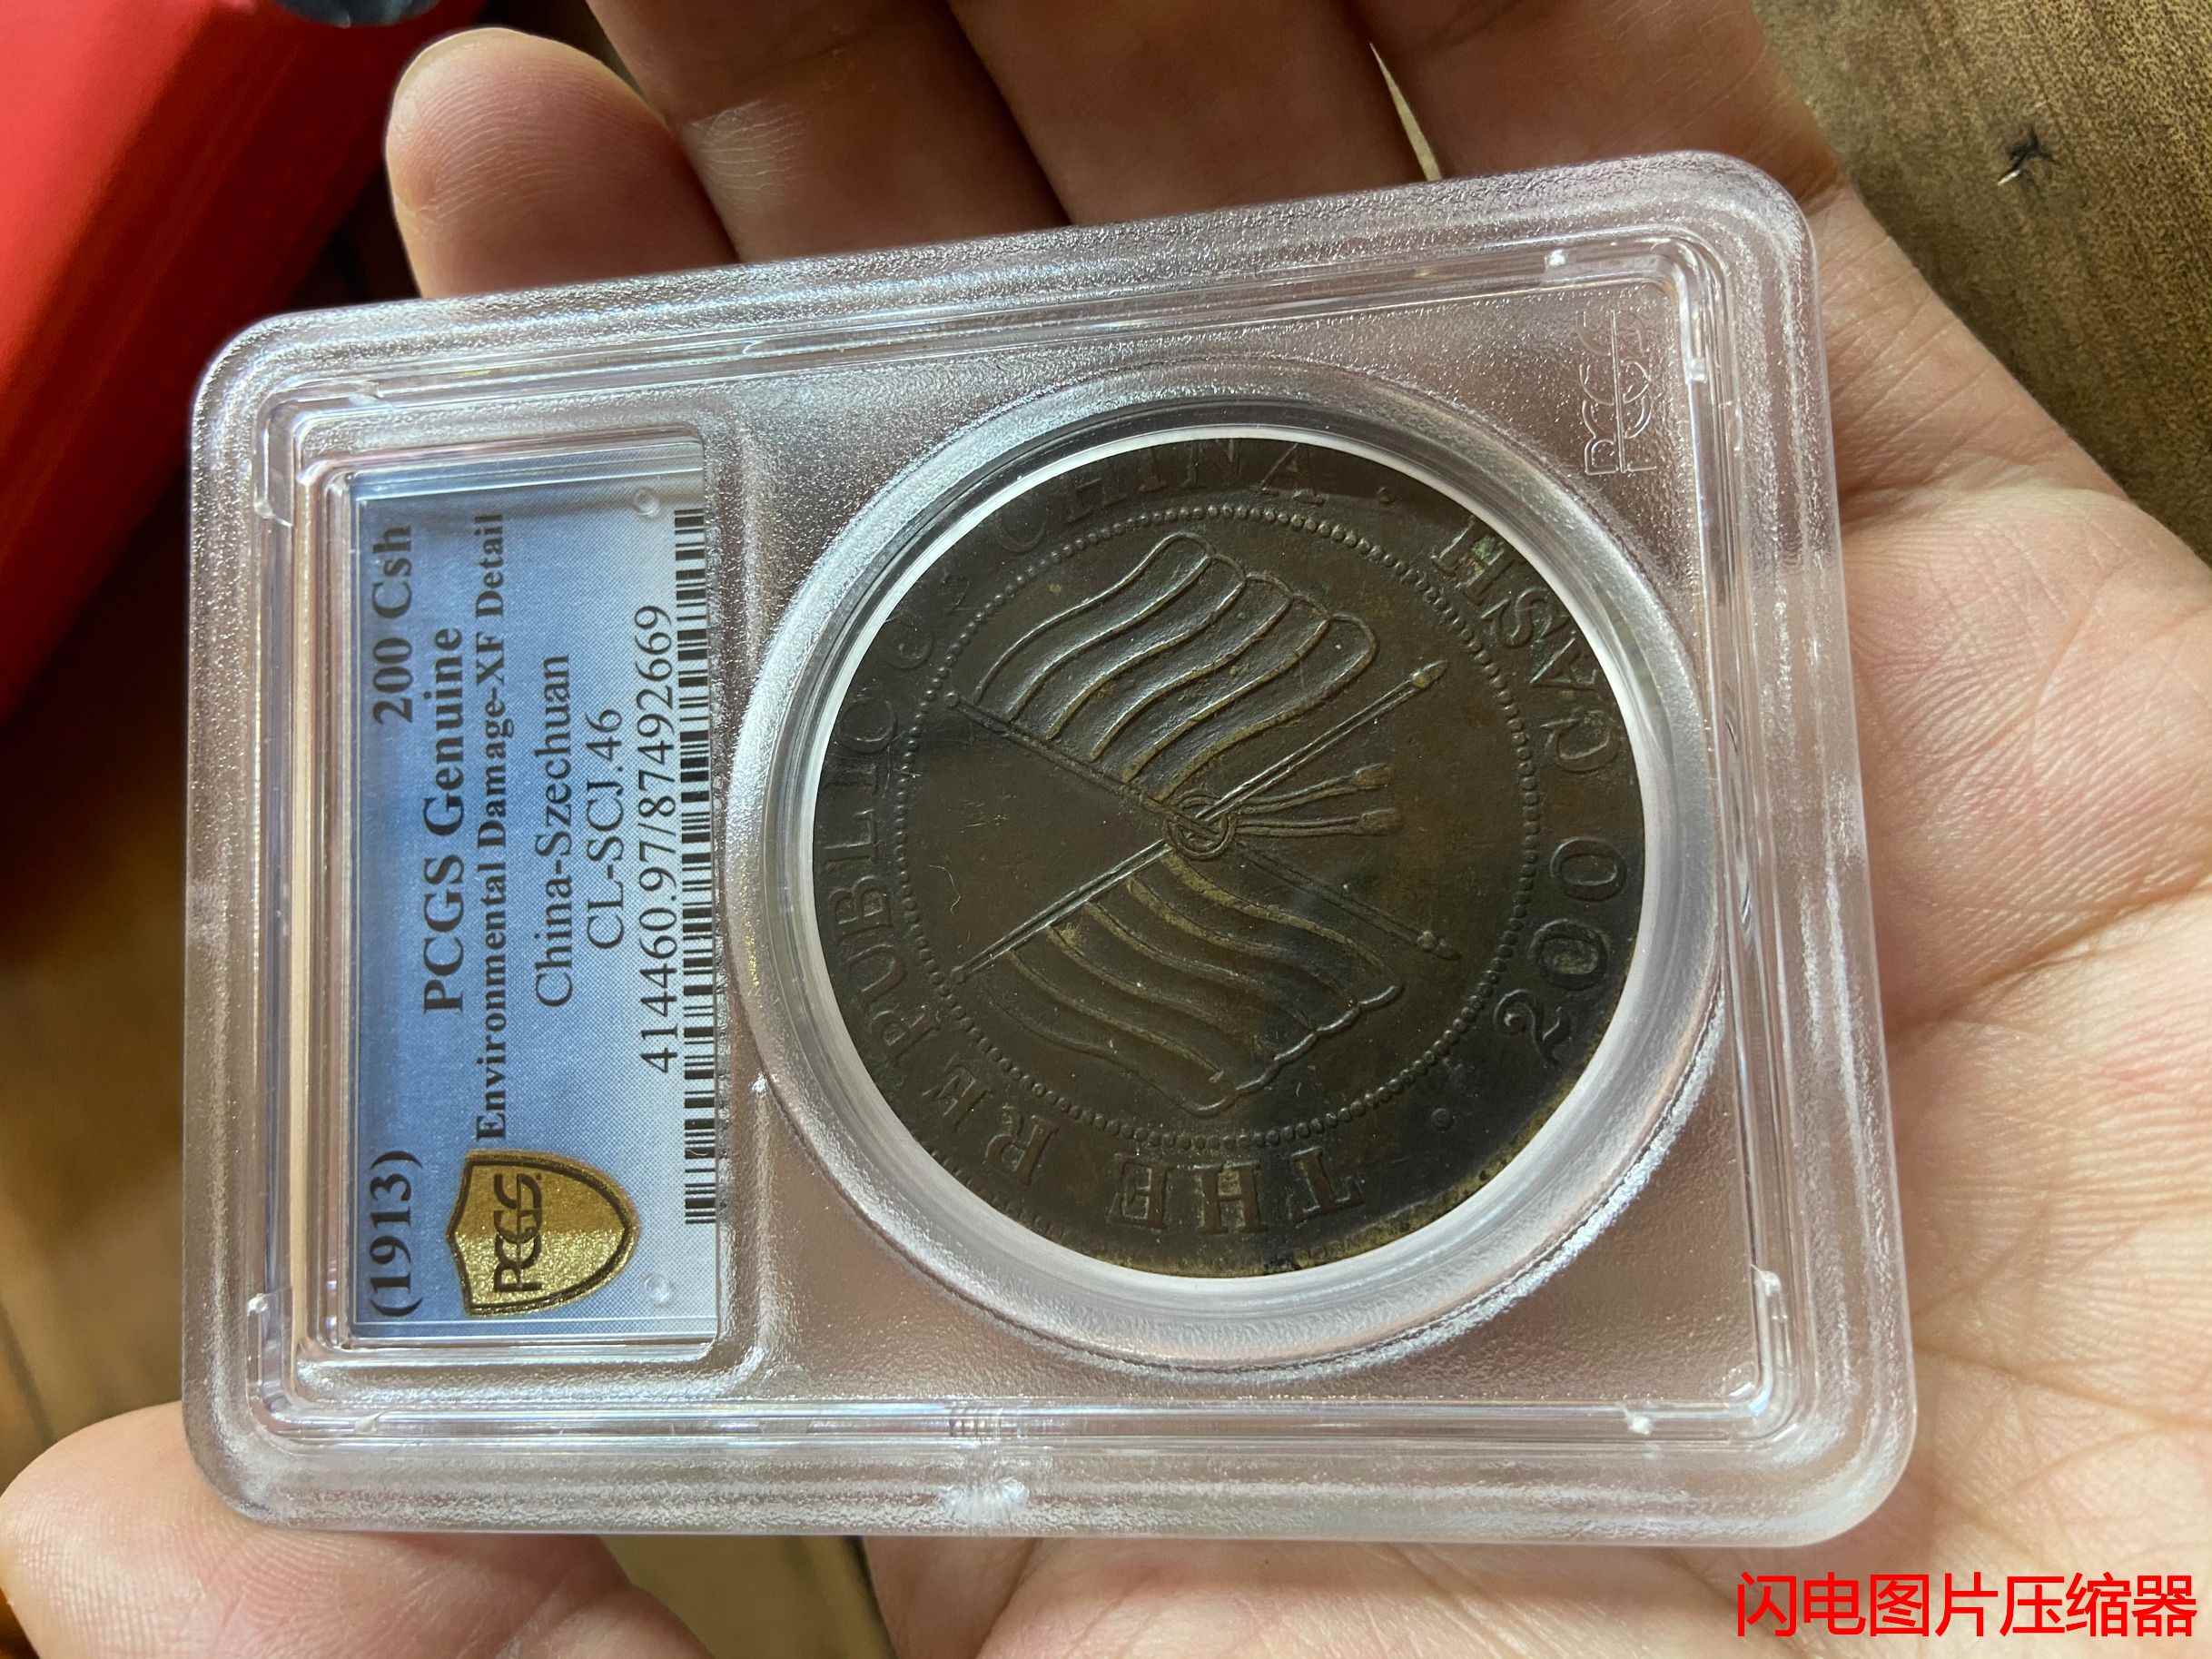 (1913) 200 Csh
PCGS Genuine
Environmental Damage-XF Detail
China-Szechuan
CL-SCJ.46
414460.97/87492669
PCGS
PCGS
THE REPUBLIC OF CHINA.
200 CASH
闪电图片压缩器